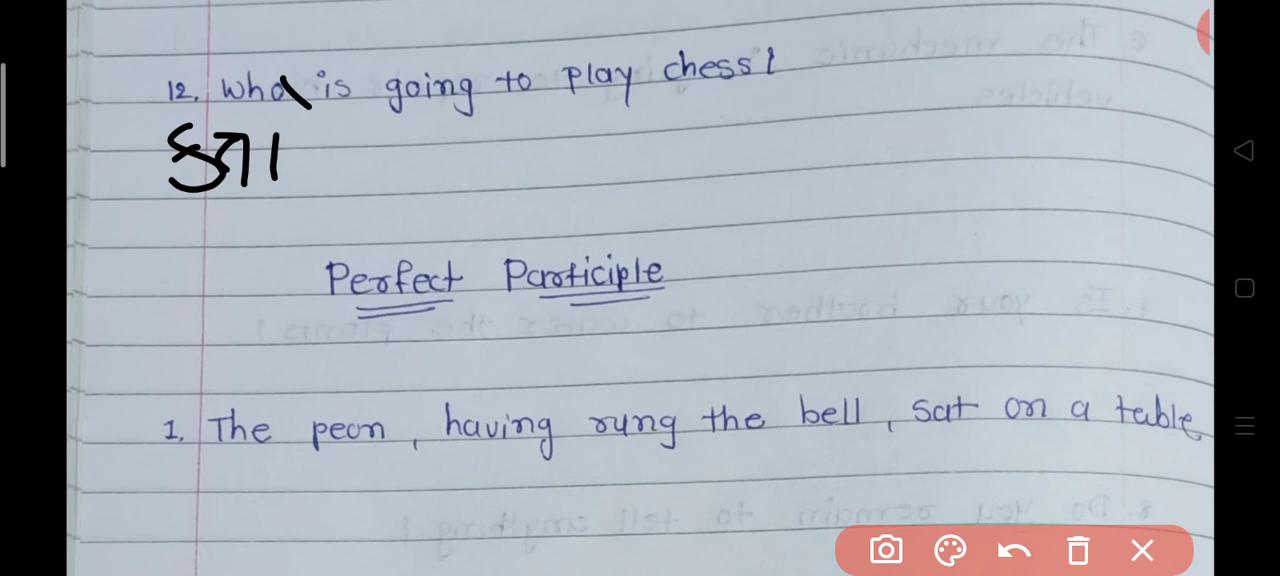 12. Who is going to play chess?
Perfect Participle
1. The peon, having rung the bell, sat on a table